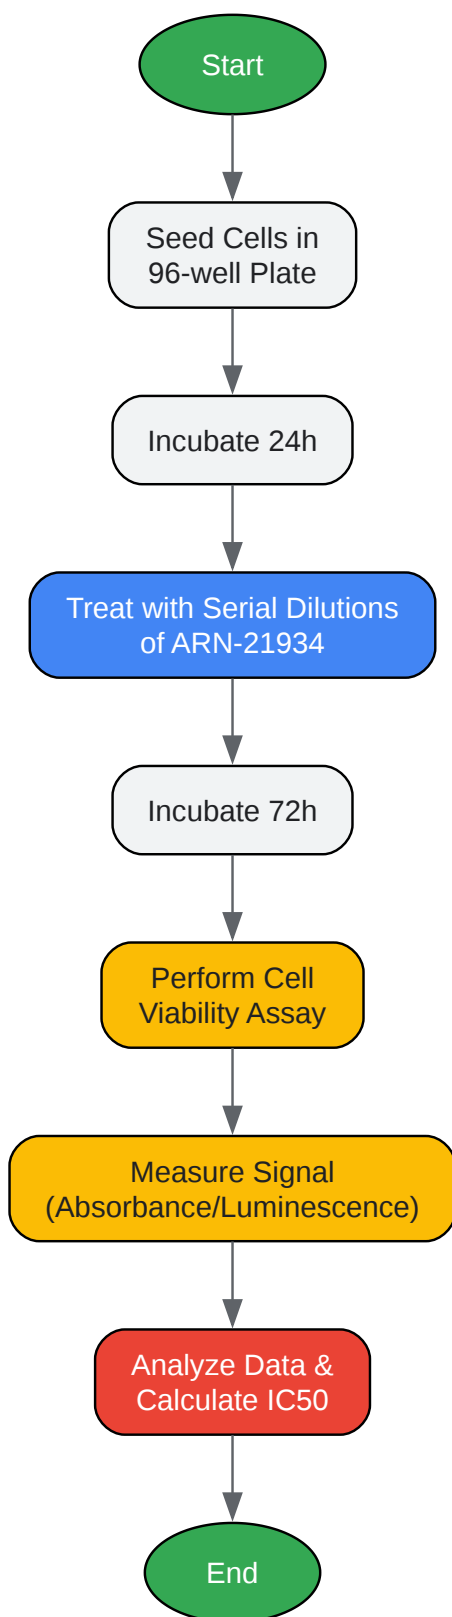 Start
Seed Cells in
96-well Plate
Incubate 24h
Treat with Serial Dilutions
of ARN-21934
Incubate 72h
Perform Cell
Viability Assay
Measure Signal
(Absorbance/Luminescence)
Analyze Data &
Calculate IC50
End